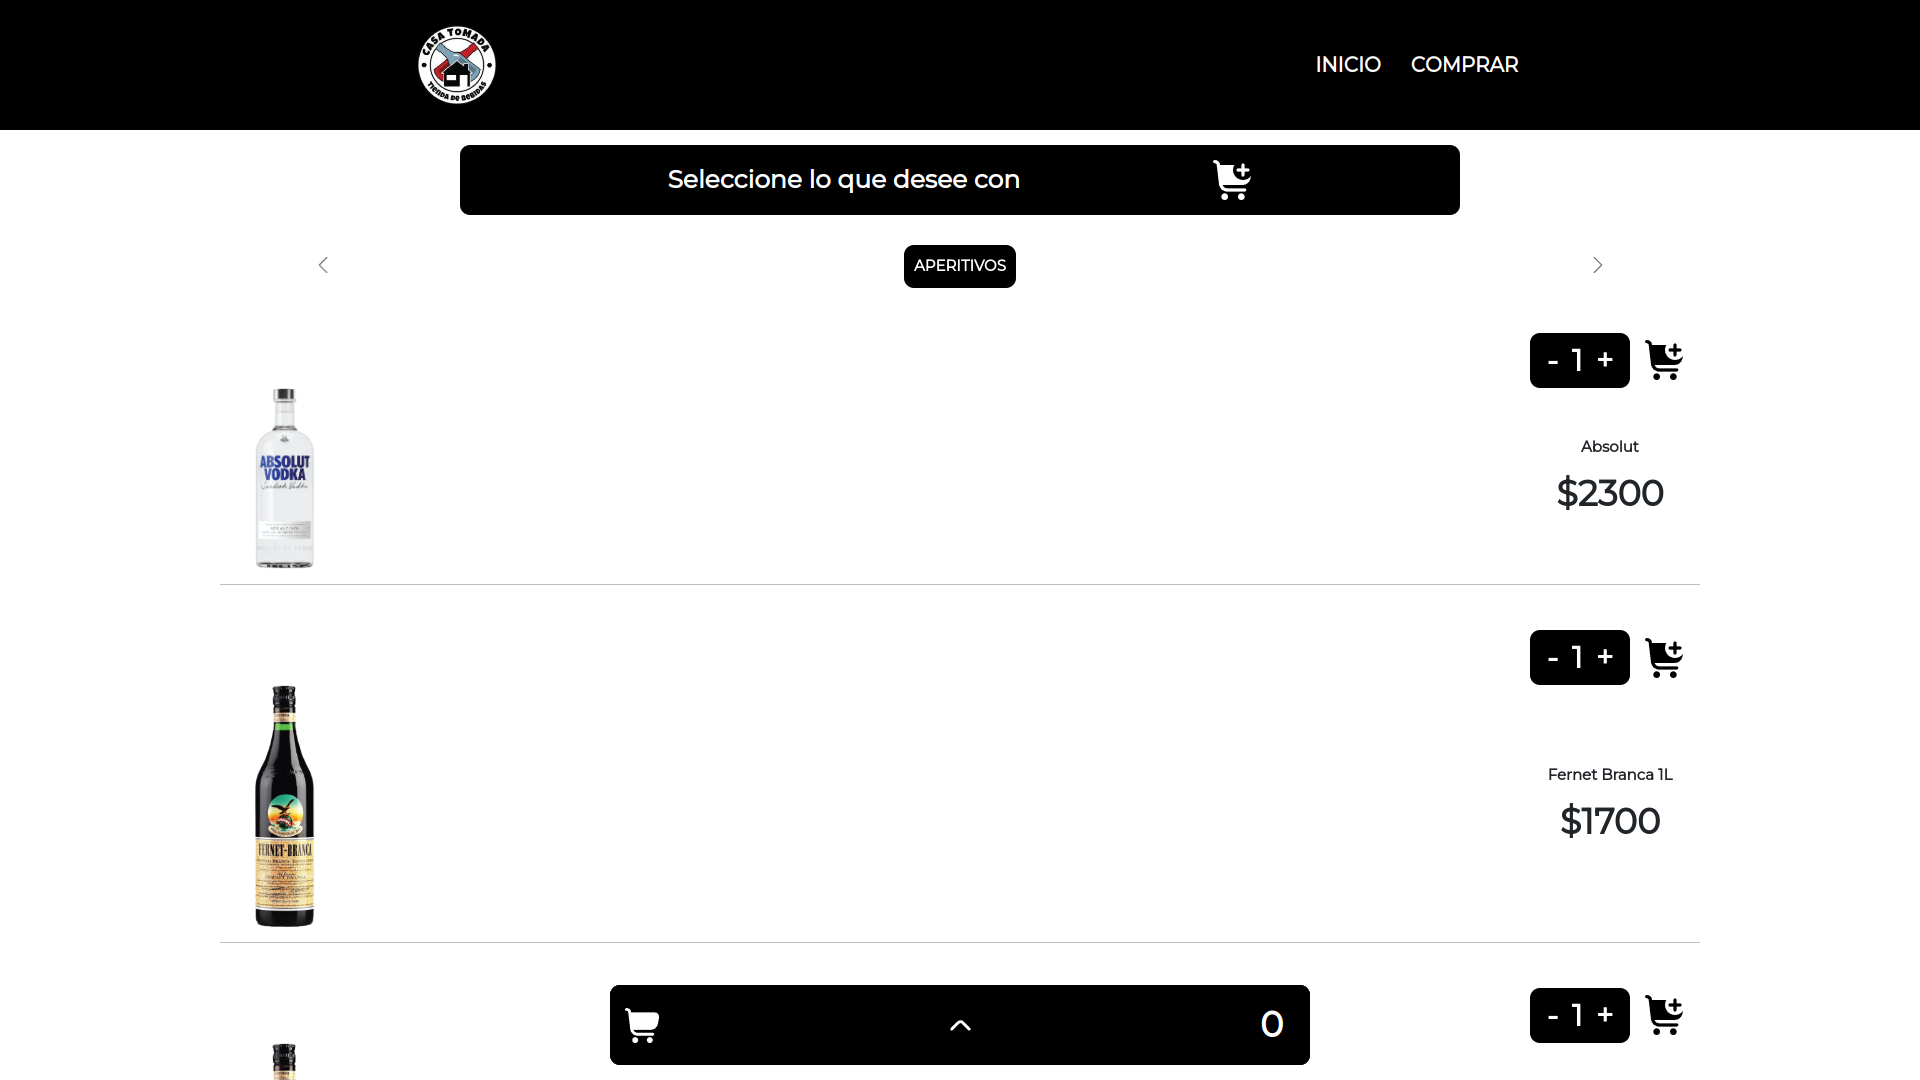 CASA TOMADA
TIENDA DE BEBIDAS
INICIO COMPRAR
Seleccione lo que desee con
APERITIVOS
- 1 +
ABSOLUT
VODKA
Absolut
$2300
- 1 +
FERNET-BRANCA
Fernet Branca 1L
$1700
0
- 1 +